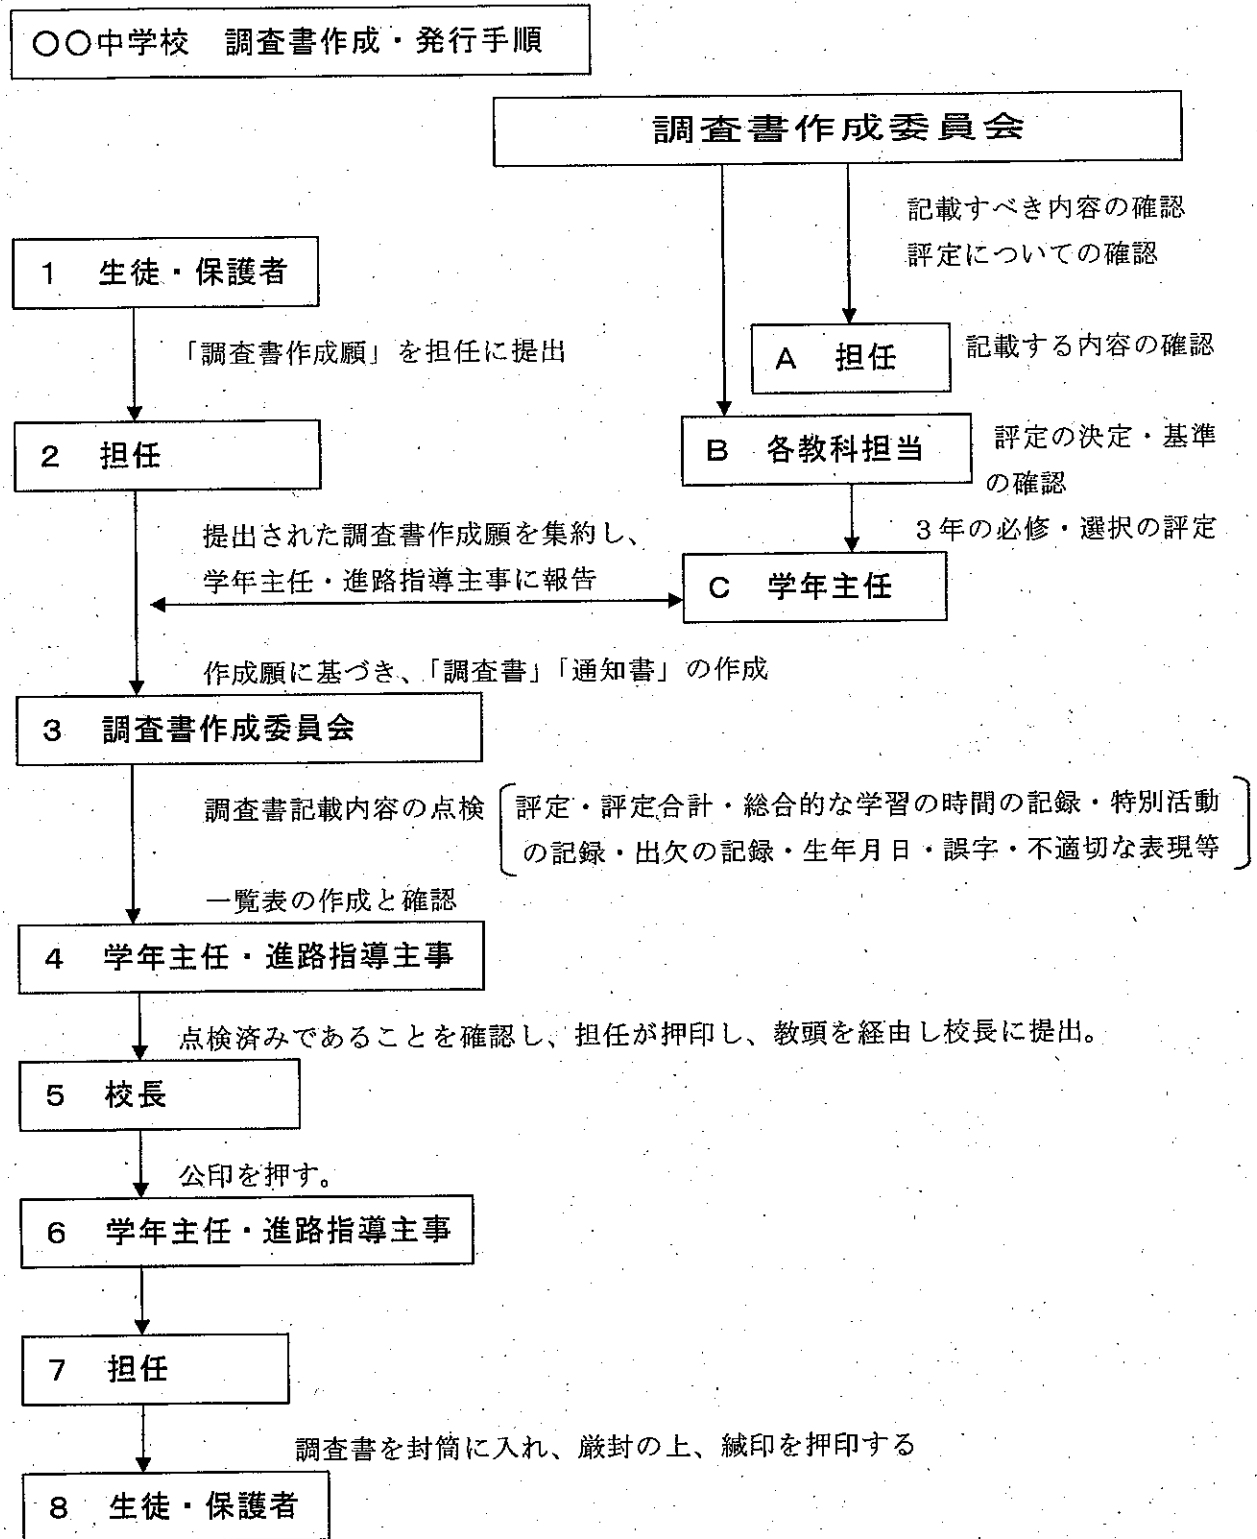 〇〇中学校　調査書作成・発行手順
調査書作成委員会
記載すべき内容の確認
評定についての確認
1　生徒・保護者
「調査書作成願」を担任に提出
A　担任
記載する内容の確認
2　担任
B　各教科担当
評定の決定・基準
の確認
3年の必修・選択の評定
提出された調査書作成願を集約し、
学年主任・進路指導主事に報告
C　学年主任
作成願に基づき、「調査書」「通知書」の作成
3　調査書作成委員会
調査書記載内容の点検
評定・評定合計・総合的な学習の時間の記録・特別活動
の記録・出欠の記録・生年月日・誤字・不適切な表現等
一覧表の作成と確認
4　学年主任・進路指導主事
点検済みであることを確認し、担任が押印し、教頭を経由し校長に提出。
5　校長
公印を押す。
6　学年主任・進路指導主事
7　担任
調査書を封筒に入れ、厳封の上、緘印を押印する
8　生徒・保護者